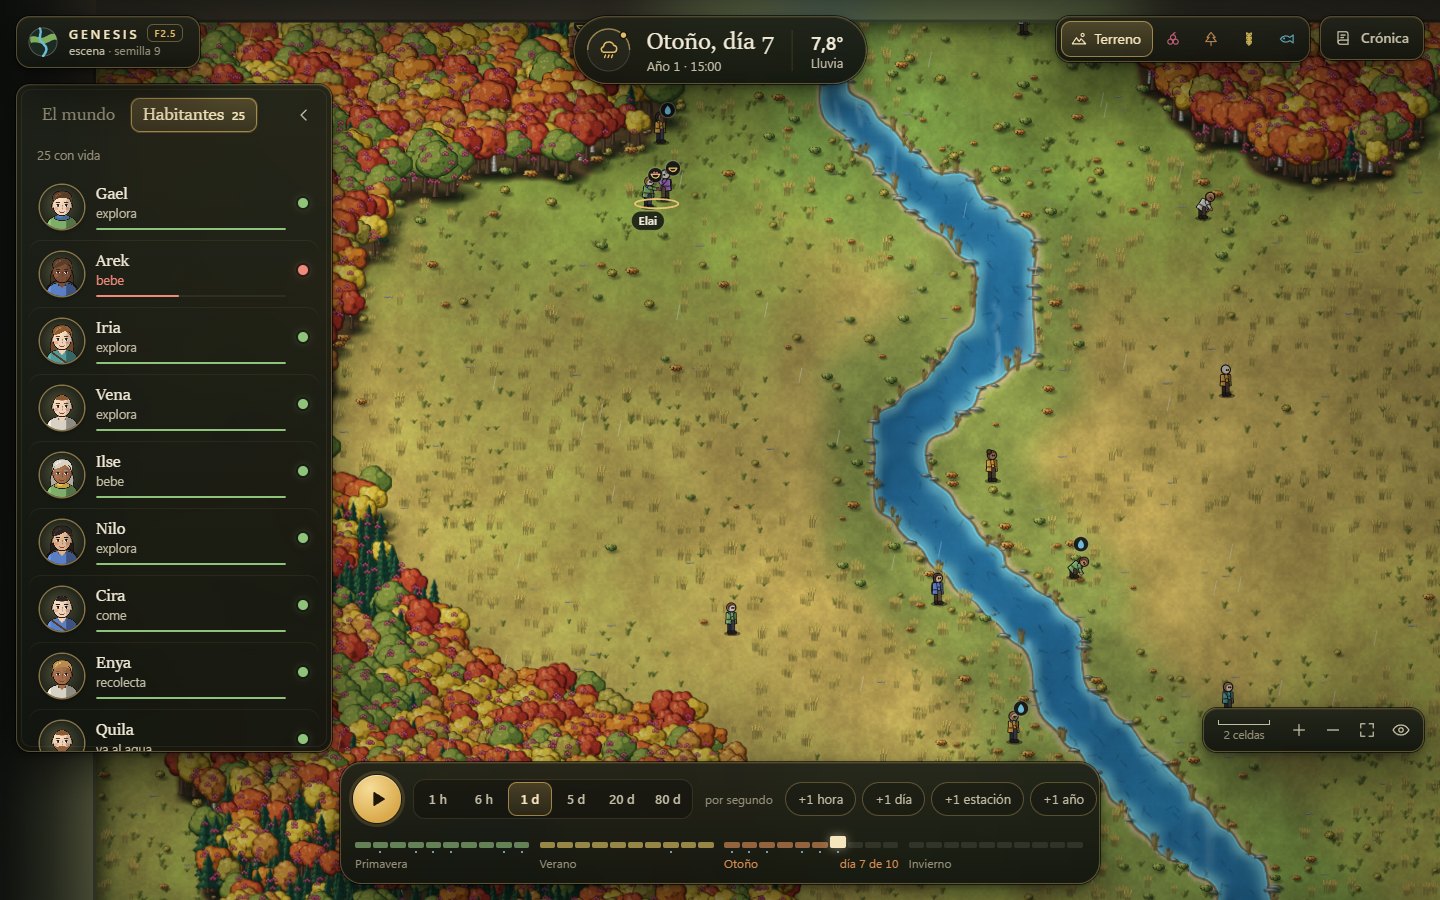 GENESIS F2.5
escena · semilla 9
Otoño, día 7
Año 1 · 15:00
7,8°
Lluvia
Terreno
Crónica
El mundo
Habitantes 25
25 con vida
Gael
explora
Arek
bebe
Iria
explora
Vena
explora
Ilse
bebe
Nilo
explora
Cira
come
Enya
recolecta
Quila
va al agua
Elai
2 celdas
1 h
6 h
1 d
5 d
20 d
80 d
por segundo
+1 hora
+1 día
+1 estación
+1 año
Primavera
Verano
Otoño
día 7 de 10
Invierno